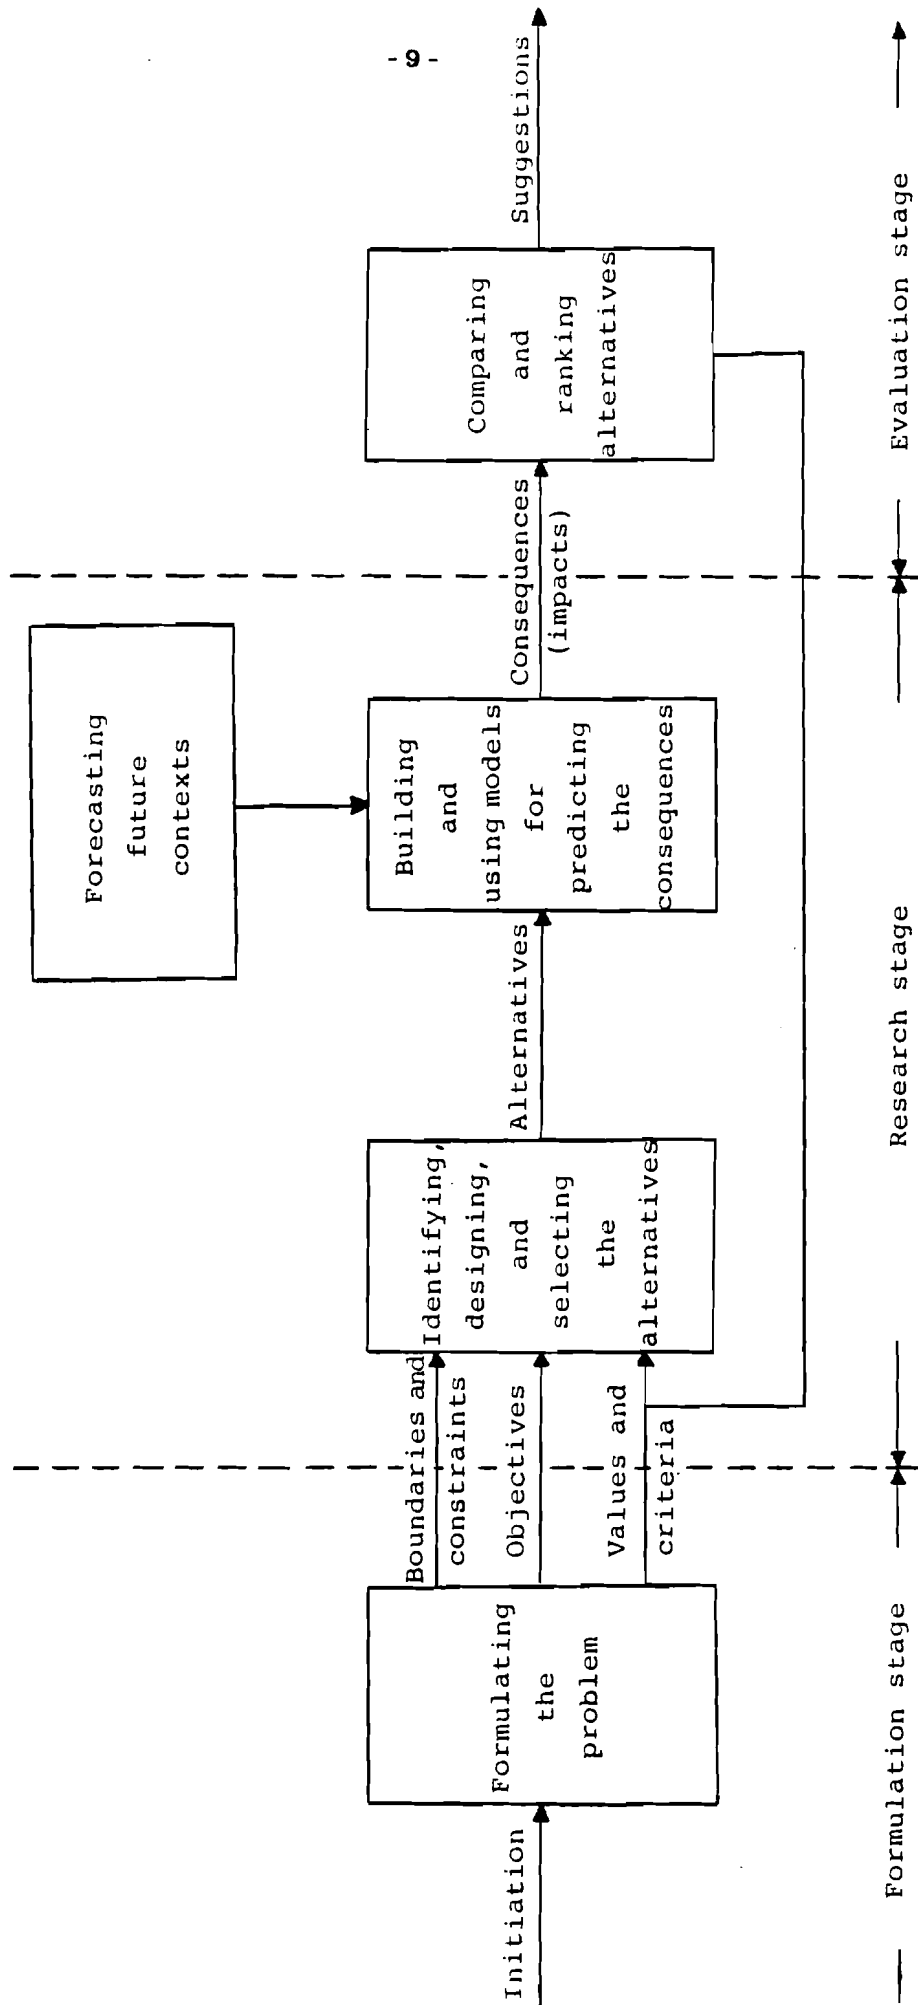 - 9 -
Initiation
Formulating
the
problem
Boundaries and
constraints
Objectives
Values and
criteria
Identifying,
designing,
and
selecting
the
alternatives
Alternatives
Forecasting
future
contexts
Building
and
using models
for
predicting
the
consequences
Consequences
(impacts)
Comparing
and
ranking
alternatives
Suggestions
Formulation stage
Research stage
Evaluation stage